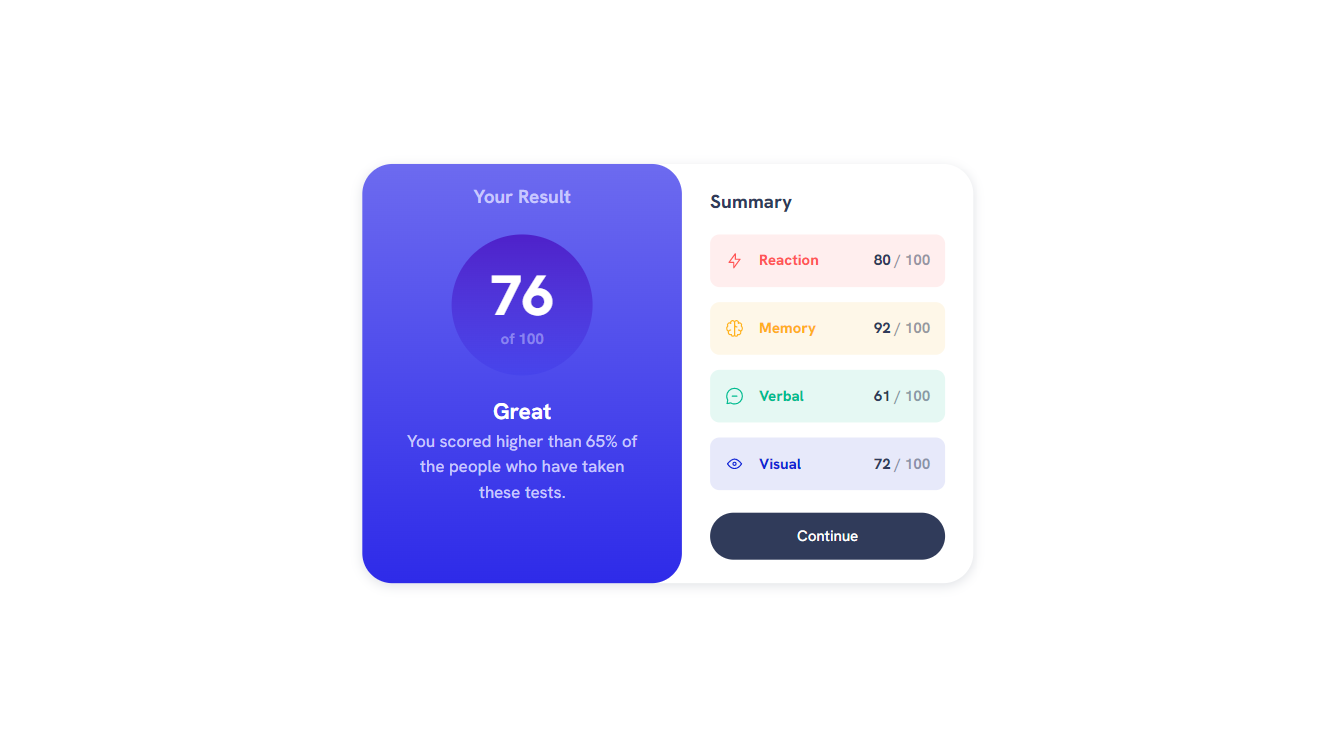 Your Result
76
of 100
Great
You scored higher than 65% of
the people who have taken
these tests.
Summary
Reaction 80 / 100
Memory 92 / 100
Verbal 61 / 100
Visual 72 / 100
Continue